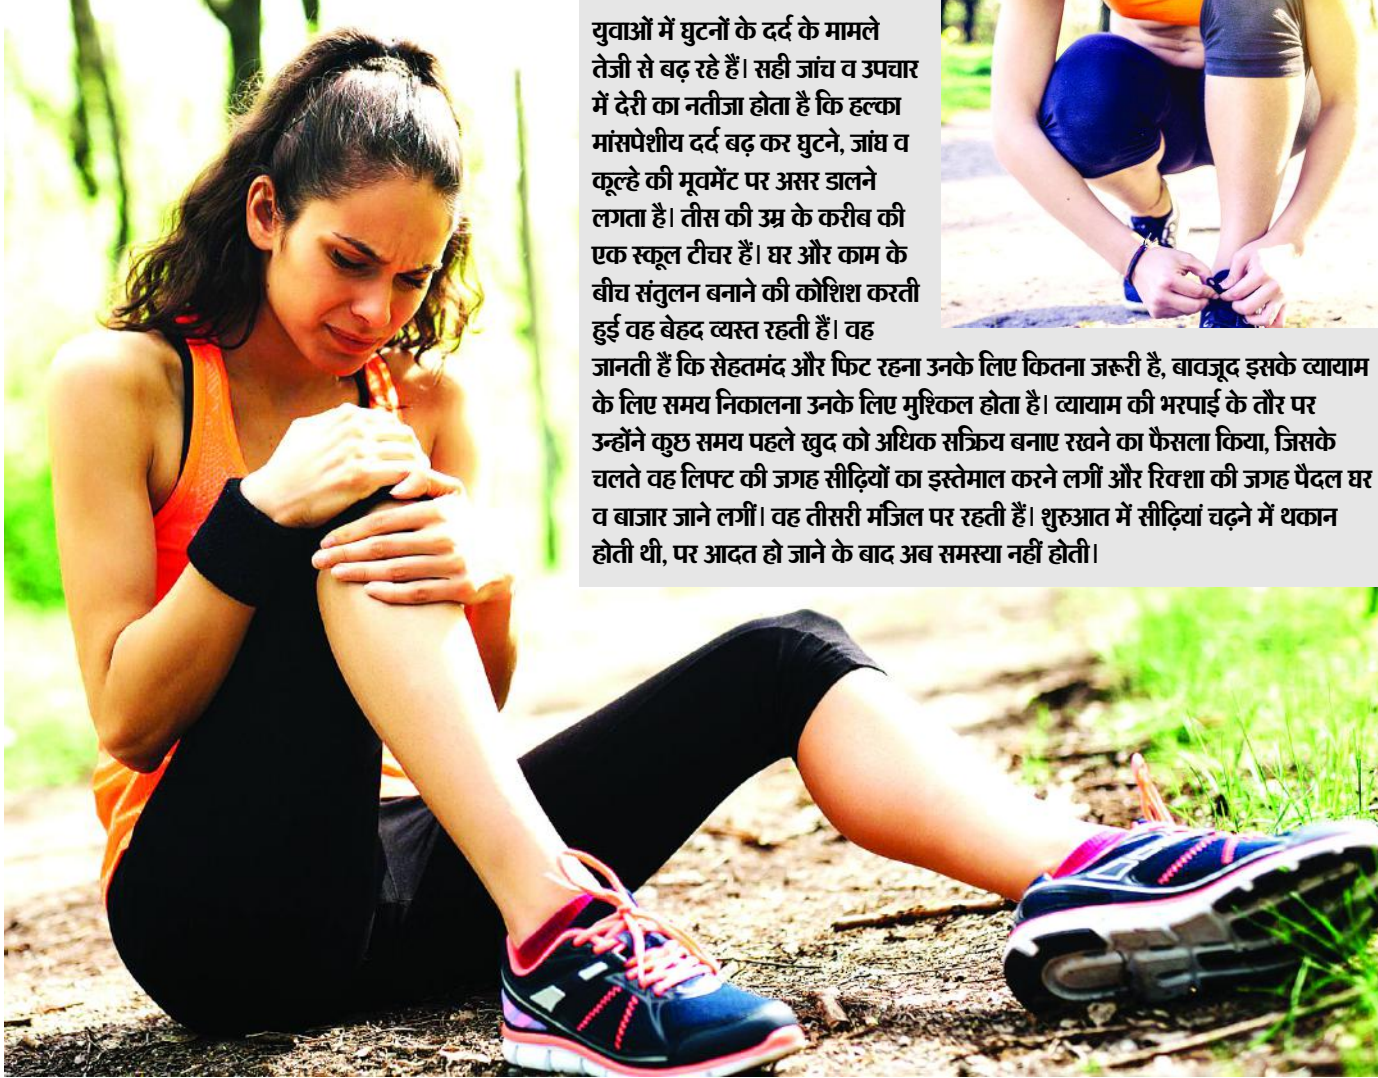 युवाओं में घुटनों के दर्द के मामले
तेजी से बढ़ रहे हैं। सही जांच व उपचार
में देरी का नतीजा होता है कि हल्का
मांसपेशीय दर्द बढ़ कर घुटने, जांघ व
कूल्हे की मूवमेंट पर असर डालने
लगता है। तीस की उम्र के करीब की
एक स्कूल टीचर हैं। घर और काम के
बीच संतुलन बनाने की कोशिश करती
हुई वह बेहद व्यस्त रहती हैं। वह
जानती हैं कि सेहतमंद और फिट रहना उनके लिए कितना जरूरी है, बावजूद इसके व्यायाम
के लिए समय निकालना उनके लिए मुश्किल होता है। व्यायाम की भरपाई के तौर पर
उन्होंने कुछ समय पहले खुद को अधिक सक्रिय बनाए रखने का फैसला किया, जिसके
चलते वह लिफ्ट की जगह सीढ़ियों का इस्तेमाल करने लगीं और रिक्शा की जगह पैदल घर
व बाजार जाने लगीं। वह तीसरी मंजिल पर रहती हैं। शुरुआत में सीढ़ियां चढ़ने में थकान
होती थी, पर आदत हो जाने के बाद अब समस्या नहीं होती।